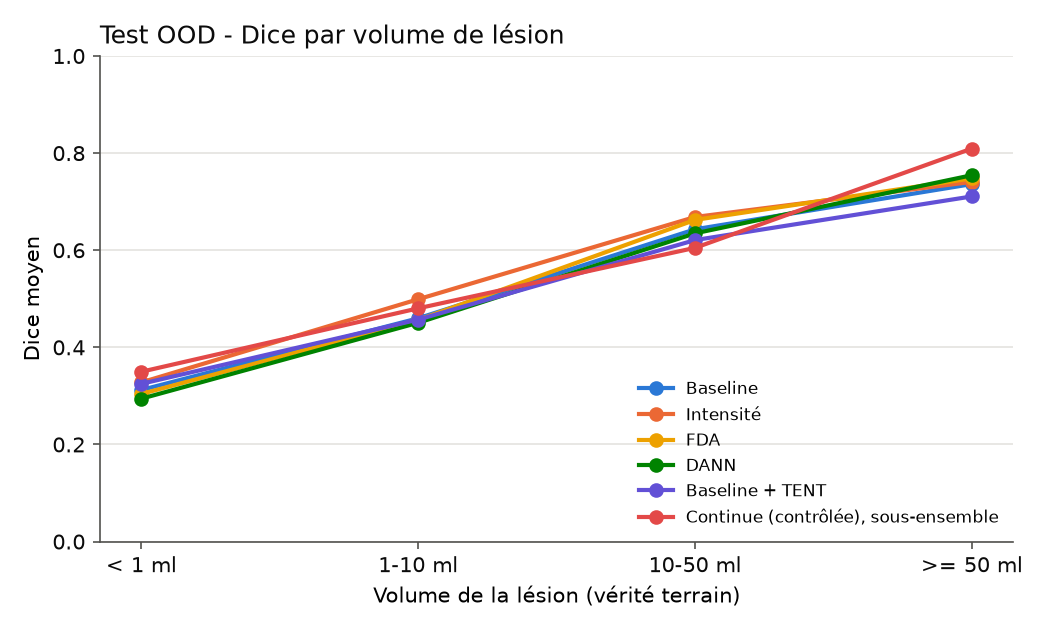 Test OOD - Dice par volume de lésion
1.0
0.8
0.6
0.4
0.2
0.0
Dice moyen
Baseline
Intensité
FDA
DANN
Baseline + TENT
Continue (contrôlée), sous-ensemble
< 1 ml
1-10 ml
10-50 ml
>= 50 ml
Volume de la lésion (vérité terrain)